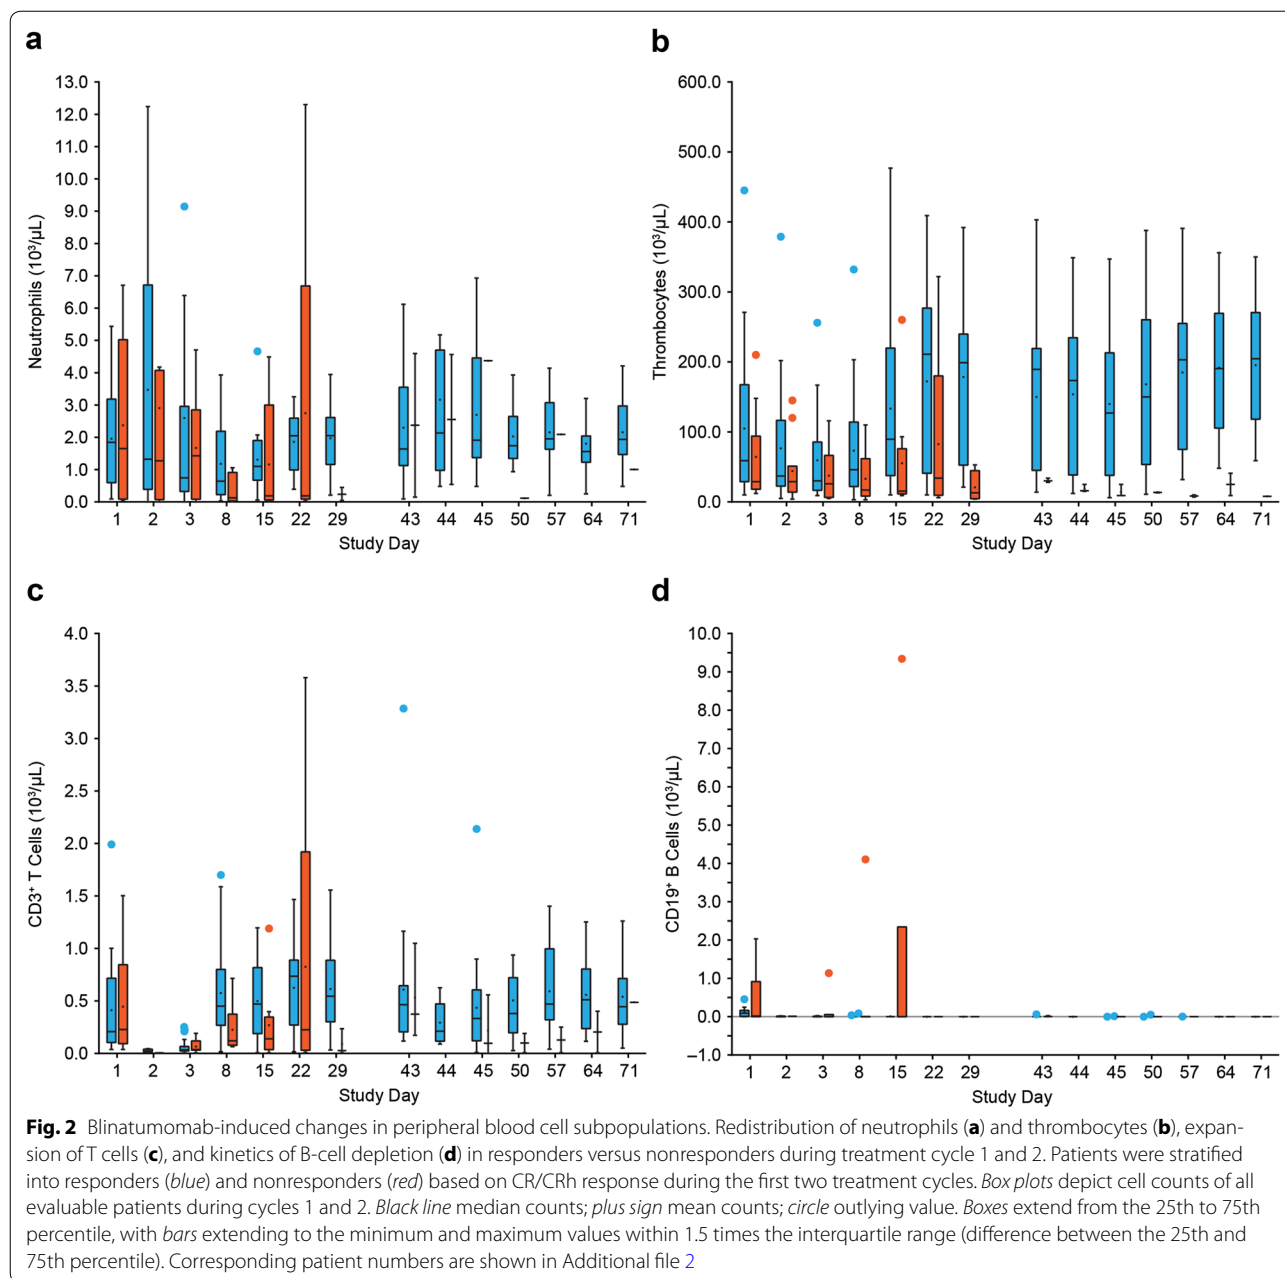 a
13.0
12.0
11.0
10.0
9.0
8.0
7.0
6.0
5.0
4.0
3.0
2.0
1.0
0.0
Neutrophils (10³/µL)
1 2 3 8 15 22 29 43 44 45 50 57 64 71
Study Day
b
600.0
500.0
400.0
300.0
200.0
100.0
0.0
Thrombocytes (10³/µL)
1 2 3 8 15 22 29 43 44 45 50 57 64 71
Study Day
c
4.0
3.5
3.0
2.5
2.0
1.5
1.0
0.5
0.0
CD3⁺ T Cells (10³/µL)
1 2 3 8 15 22 29 43 44 45 50 57 64 71
Study Day
d
10.0
9.0
8.0
7.0
6.0
5.0
4.0
3.0
2.0
1.0
0.0
–1.0
CD19⁺ B Cells (10³/µL)
1 2 3 8 15 22 29 43 44 45 50 57 64 71
Study Day
Fig. 2 Blinatumomab-induced changes in peripheral blood cell subpopulations. Redistribution of neutrophils (a) and thrombocytes (b), expan-
sion of T cells (c), and kinetics of B-cell depletion (d) in responders versus nonresponders during treatment cycle 1 and 2. Patients were stratified
into responders (blue) and nonresponders (red) based on CR/CRh response during the first two treatment cycles. Box plots depict cell counts of all
evaluable patients during cycles 1 and 2. Black line median counts; plus sign mean counts; circle outlying value. Boxes extend from the 25th to 75th
percentile, with bars extending to the minimum and maximum values within 1.5 times the interquartile range (difference between the 25th and
75th percentile). Corresponding patient numbers are shown in Additional file 2